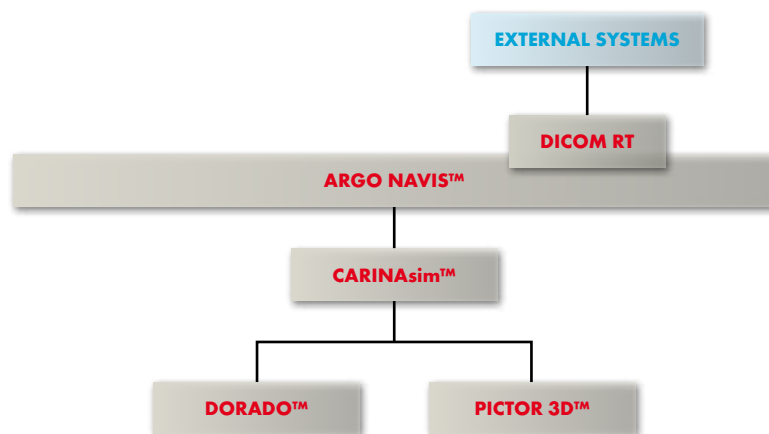 EXTERNAL SYSTEMS
DICOM RT
ARGO NAVIS™
CARINAsim™
DORADO™
PICTOR 3D™